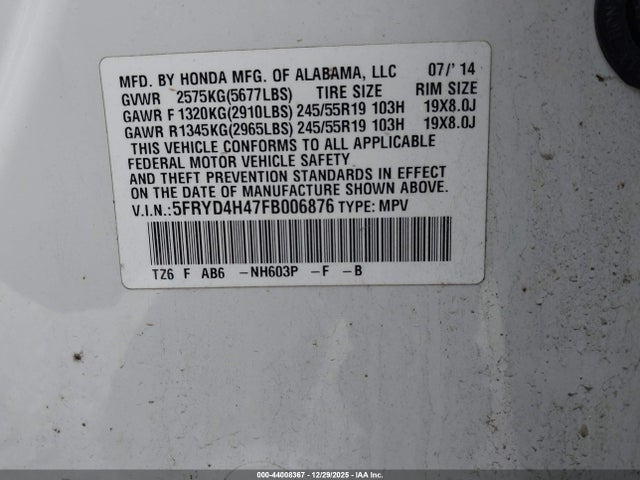 MFD. BY HONDA MFG. OF ALABAMA, LLC 07/'14
GVWR 2575KG(5677LBS) TIRE SIZE RIM SIZE
GAWR F 1320KG(2910LBS) 245/55R19 103H 19X8.0J
GAWR R1345KG(2965LBS) 245/55R19 103H 19X8.0J
THIS VEHICLE CONFORMS TO ALL APPLICABLE
FEDERAL MOTOR VEHICLE SAFETY
AND THEFT PREVENTION STANDARDS IN EFFECT
ON THE DATE OF MANUFACTURE SHOWN ABOVE.
V.I.N.:5FRYD4H47FB006876 TYPE: MPV
TZ6 F AB6 -NH603P -F -B
000-44008367 - 12/29/2025 - IAA Inc.